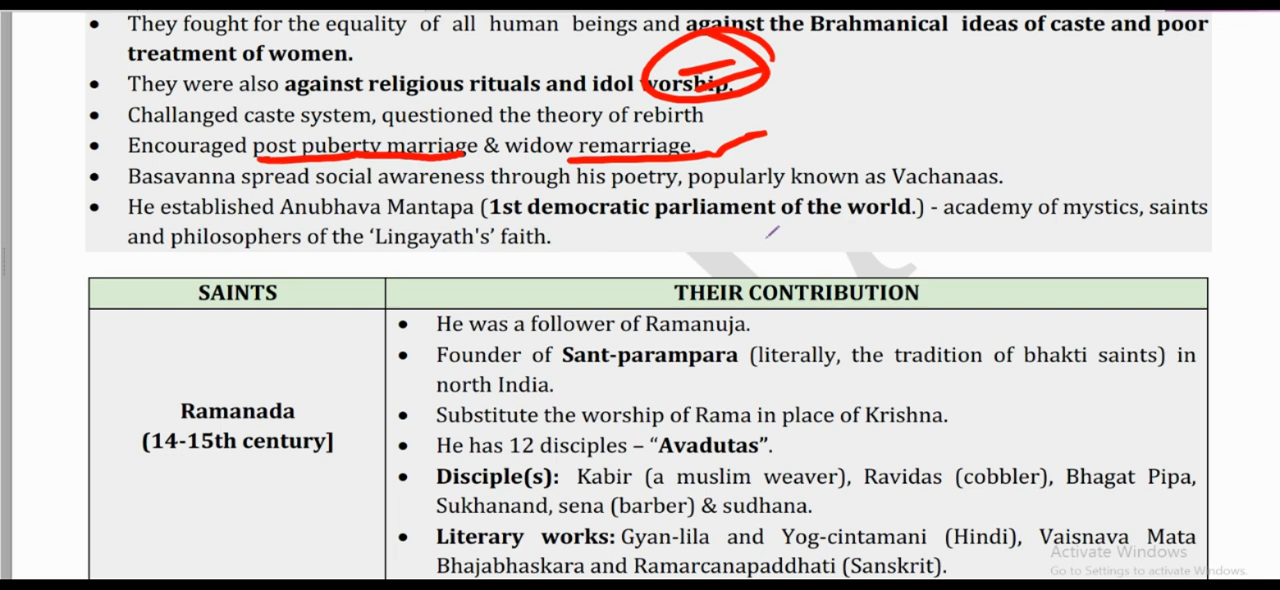 • They fought for the equality of all human beings and against the Brahmanical ideas of caste and poor
treatment of women.
• They were also against religious rituals and idol worship.
• Challanged caste system, questioned the theory of rebirth
• Encouraged post puberty marriage & widow remarriage.
• Basavanna spread social awareness through his poetry, popularly known as Vachanaas.
• He established Anubhava Mantapa (1st democratic parliament of the world.) - academy of mystics, saints
and philosophers of the ‘Lingayath's’ faith.
SAINTS THEIR CONTRIBUTION
Ramanada
(14-15th century]
• He was a follower of Ramanuja.
• Founder of Sant-parampara (literally, the tradition of bhakti saints) in
north India.
• Substitute the worship of Rama in place of Krishna.
• He has 12 disciples – “Avadutas”.
• Disciple(s): Kabir (a muslim weaver), Ravidas (cobbler), Bhagat Pipa,
Sukhanand, sena (barber) & sudhana.
• Literary works: Gyan-lila and Yog-cintamani (Hindi), Vaisnava Mata
Bhajabhaskara and Ramarcanapaddhati (Sanskrit).
Activate Windows
Go to Settings to activate Windows.